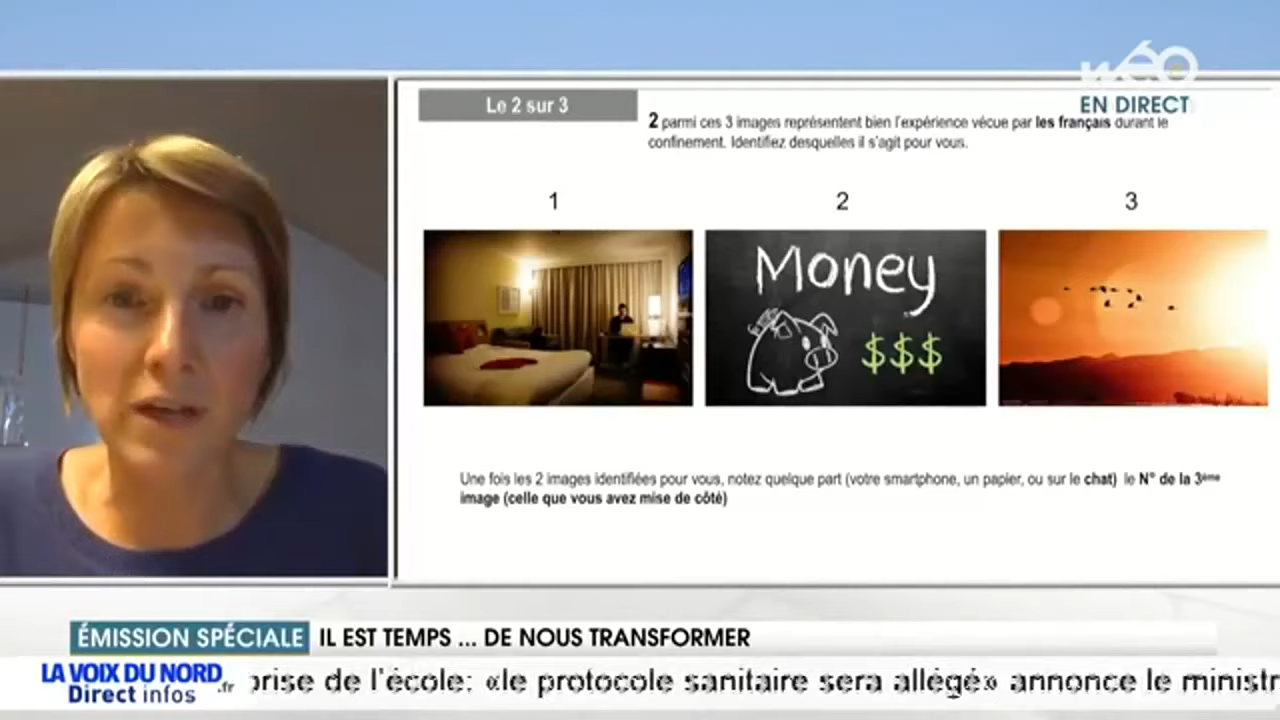 wéo
EN DIRECT
Le 2 sur 3
2 parmi ces 3 images représentent bien l'expérience vécue par les français durant le
confinement. Identifiez desquelles il s'agit pour vous.
1
2
3
Money
$$$
Une fois les 2 images identifiées pour vous, notez quelque part (votre smartphone, un papier, ou sur le chat) le N° de la 3ème
image (celle que vous avez mise de côté)
ÉMISSION SPÉCIALE IL EST TEMPS ... DE NOUS TRANSFORMER
LA VOIX DU NORD
Direct infos .fr
prise de l'école: «le protocole sanitaire sera allégé» annonce le ministr